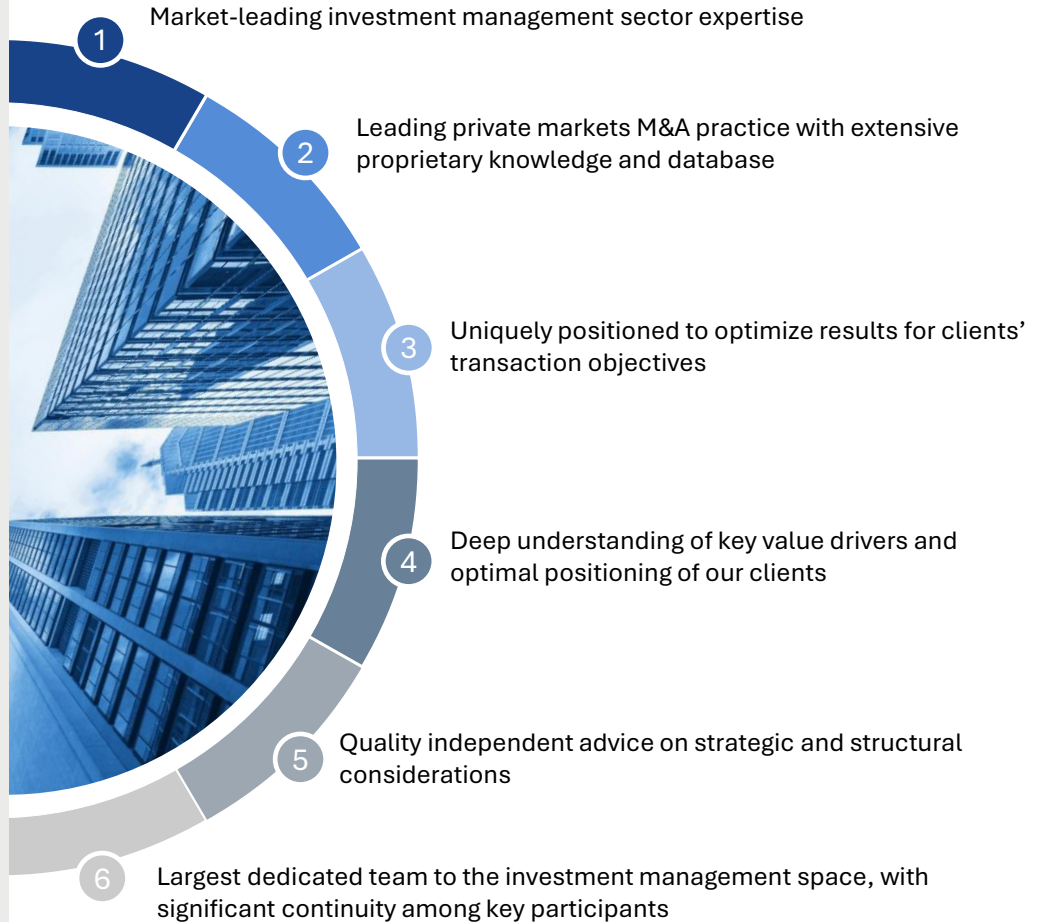 Market-leading investment management sector expertise
1
2
Leading private markets M&A practice with extensive
proprietary knowledge and database
3
Uniquely positioned to optimize results for clients’
transaction objectives
4
Deep understanding of key value drivers and
optimal positioning of our clients
5
Quality independent advice on strategic and structural
considerations
6
Largest dedicated team to the investment management space, with
significant continuity among key participants